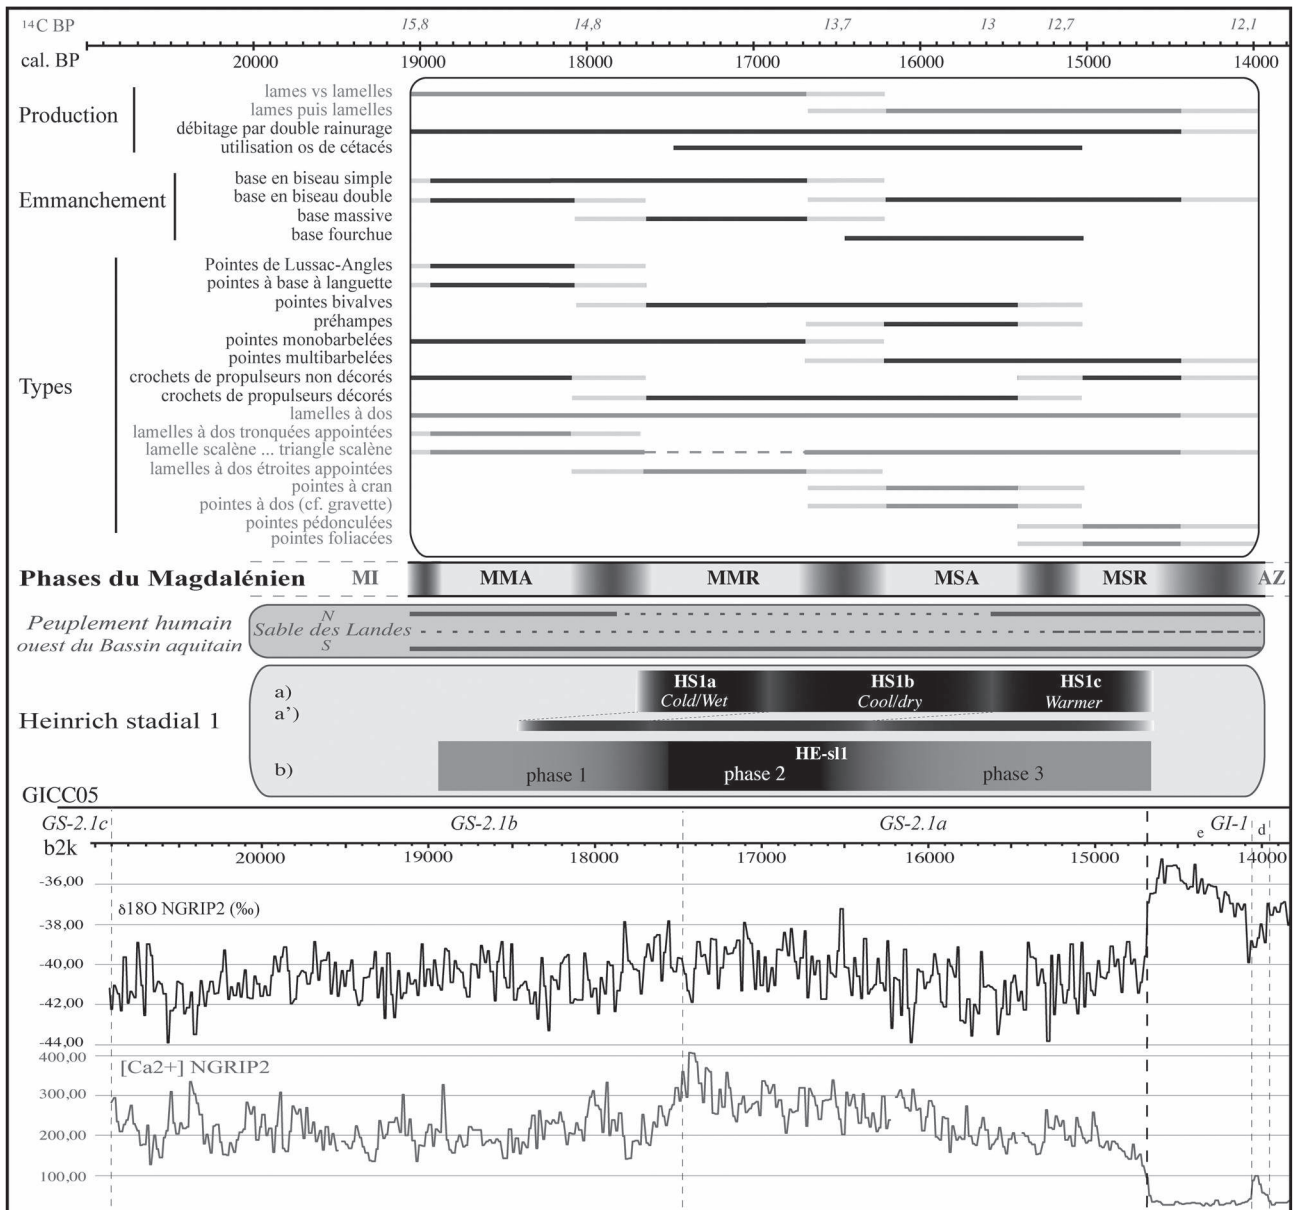 14C BP 15,8 14,8 13,7 13 12,7 12,1
cal. BP 20000 19000 18000 17000 16000 15000 14000
Production
lames vs lamelles
lames puis lamelles
débitage par double rainurage
utilisation os de cétacés
Emmanchement
base en biseau simple
base en biseau double
base massive
base fourchue
Types
Pointes de Lussac-Angles
pointes à base à languette
pointes bivalves
préhampes
pointes monobarbelées
pointes multibarbelées
crochets de propulseurs non décorés
crochets de propulseurs décorés
lamelles à dos
lamelles à dos tronquées appointées
lamelle scalène ... triangle scalène
lamelles à dos étroites appointées
pointes à cran
pointes à dos (cf. gravette)
pointes pédonculées
pointes foliacées
Phases du Magdalénien MI MMA MMR MSA MSR AZ
Peuplement humain
ouest du Bassin aquitain
N
Sable des Landes
S
Heinrich stadial 1
a) HS1a HS1b HS1c
Cold/Wet Cool/dry Warmer
a')
b) HE-sl1
phase 1 phase 2 phase 3
GICC05
GS-2.1c GS-2.1b GS-2.1a e GI-1 d
b2k 20000 19000 18000 17000 16000 15000 14000
-36,00
δ18O NGRIP2 (‰)
-38,00
-40,00
-42,00
-44,00
400,00
[Ca2+] NGRIP2
300,00
200,00
100,00